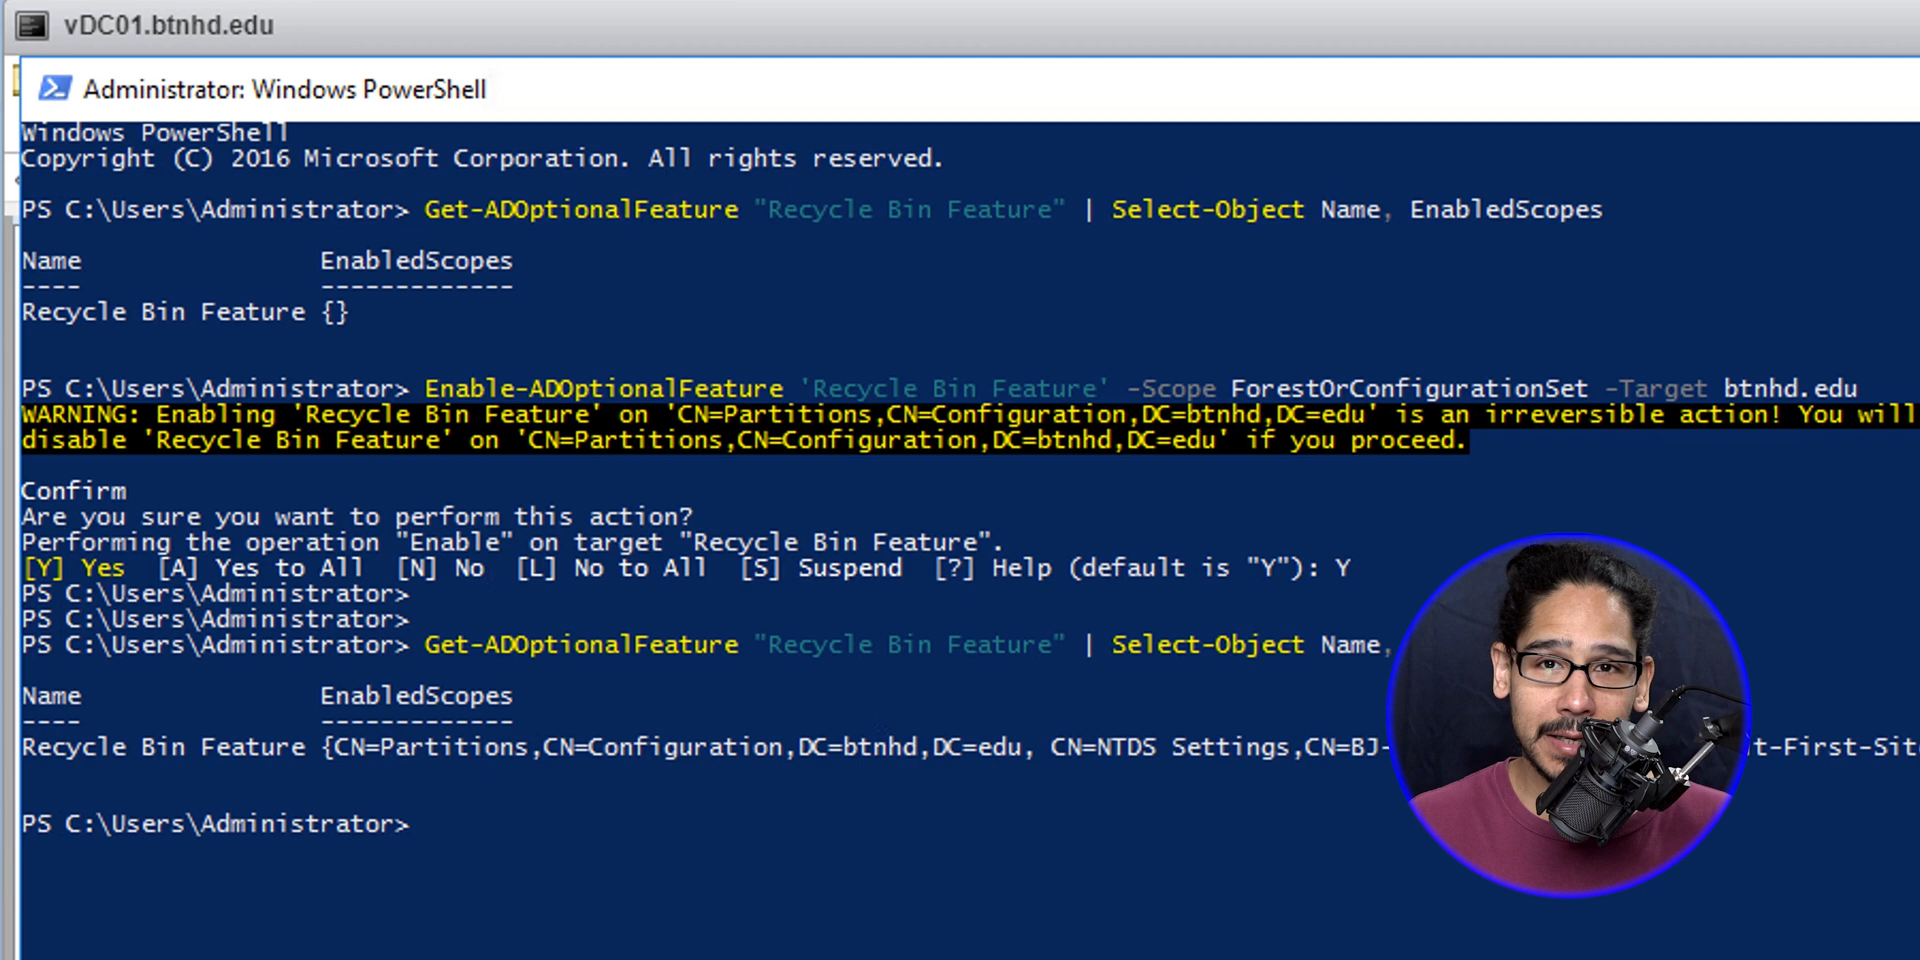 vDC01.btnhd.edu
Administrator: Windows PowerShell
Windows PowerShell
Copyright (C) 2016 Microsoft Corporation. All rights reserved.
PS C:\Users\Administrator> Get-ADOptionalFeature "Recycle Bin Feature" | Select-Object Name, EnabledScopes
Name EnabledScopes
---- -------------
Recycle Bin Feature {}
PS C:\Users\Administrator> Enable-ADOptionalFeature 'Recycle Bin Feature' -Scope ForestOrConfigurationSet -Target btnhd.edu
WARNING: Enabling 'Recycle Bin Feature' on 'CN=Partitions,CN=Configuration,DC=btnhd,DC=edu' is an irreversible action! You will
disable 'Recycle Bin Feature' on 'CN=Partitions,CN=Configuration,DC=btnhd,DC=edu' if you proceed.
Confirm
Are you sure you want to perform this action?
Performing the operation "Enable" on target "Recycle Bin Feature".
[Y] Yes [A] Yes to All [N] No [L] No to All [S] Suspend [?] Help (default is "Y"): Y
PS C:\Users\Administrator>
PS C:\Users\Administrator>
PS C:\Users\Administrator> Get-ADOptionalFeature "Recycle Bin Feature" | Select-Object Name,
Name EnabledScopes
---- -------------
Recycle Bin Feature {CN=Partitions,CN=Configuration,DC=btnhd,DC=edu, CN=NTDS Settings,CN=BJ- t-First-Sit
PS C:\Users\Administrator>